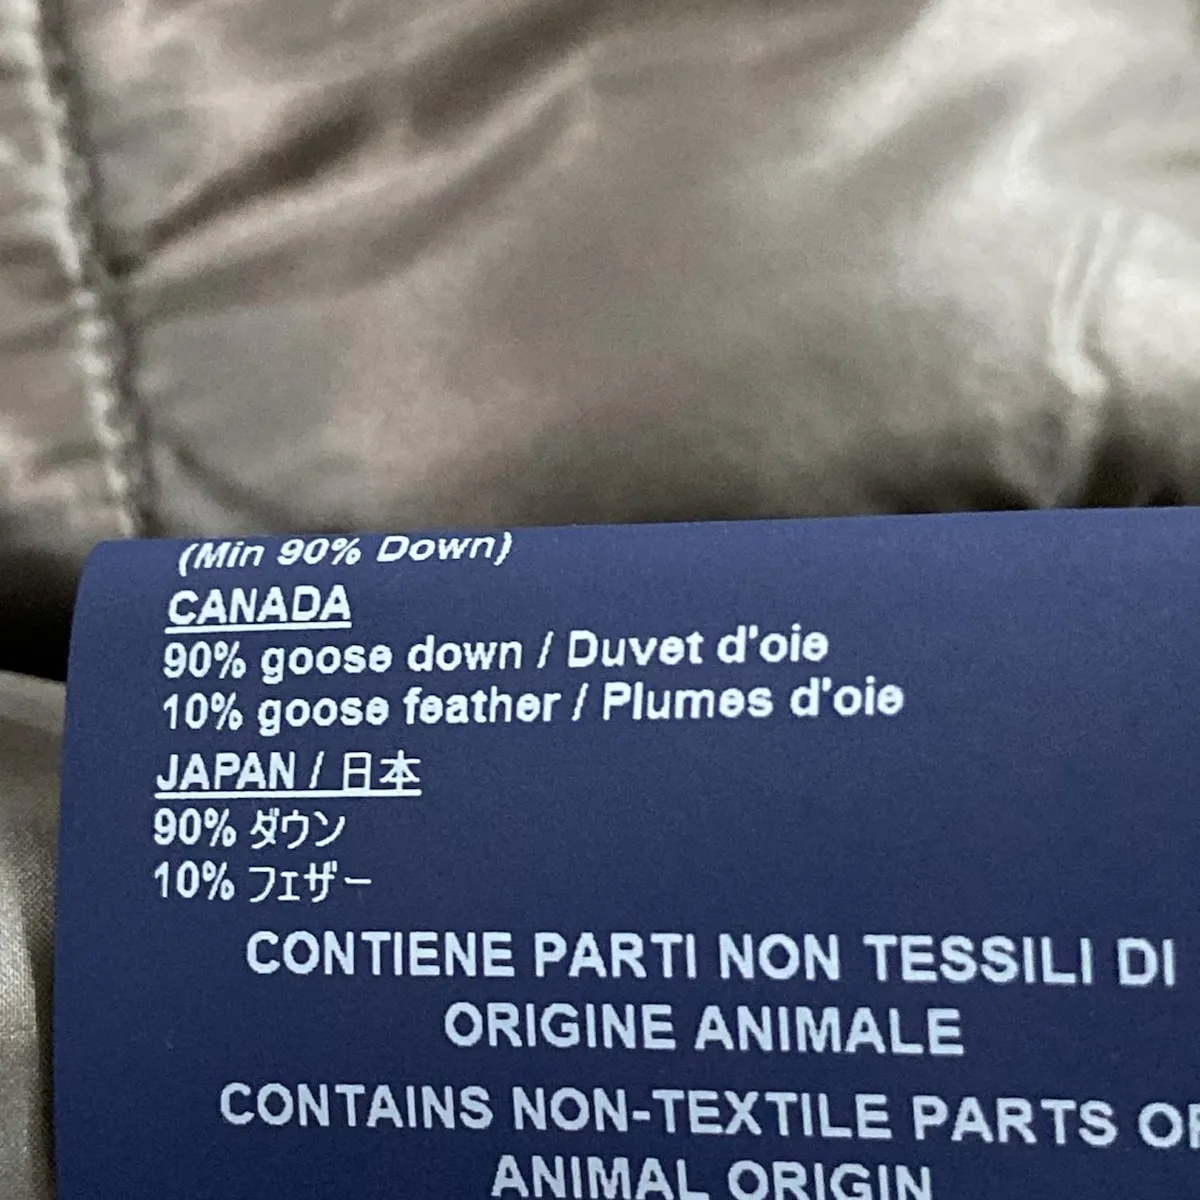 (Min 90% Down)
CANADA
90% goose down / Duvet d'oie
10% goose feather / Plumes d'oie
JAPAN / 日本
90% ダウン
10% フェザー
CONTIENE PARTI NON TESSILI DI
ORIGINE ANIMALE
CONTAINS NON-TEXTILE PARTS OF
ANIMAL ORIGIN